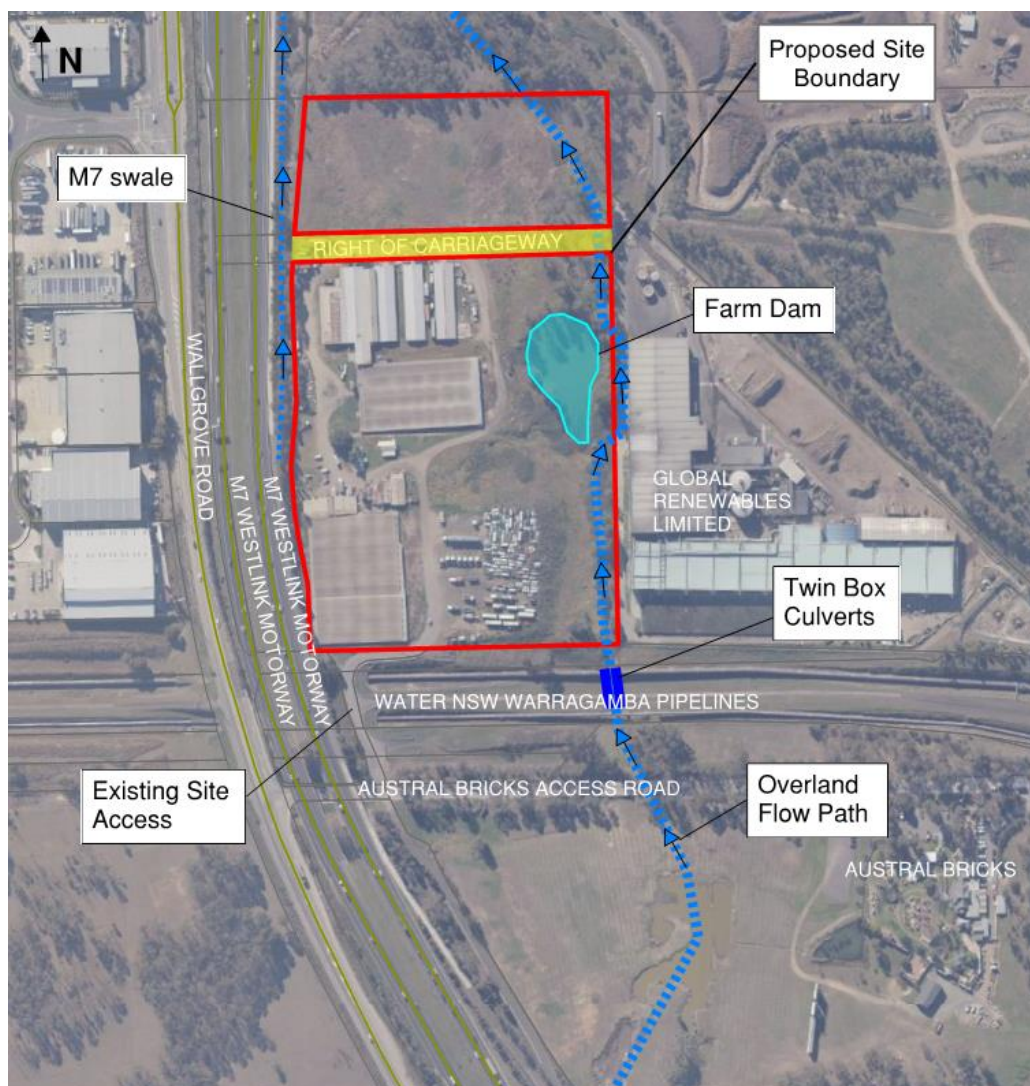 N
Proposed Site
Boundary
M7 swale
RIGHT OF CARRIAGEWAY
Farm Dam
WALLGROVE ROAD
M7 WESTLINK MOTORWAY
M7 WESTLINK MOTORWAY
GLOBAL
RENEWABLES
LIMITED
Twin Box
Culverts
WATER NSW WARRAGAMBA PIPELINES
Existing Site
Access
AUSTRAL BRICKS ACCESS ROAD
Overland
Flow Path
AUSTRAL BRICKS